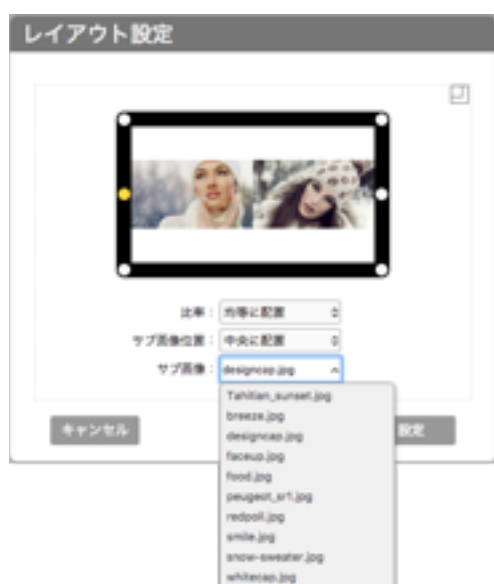 レイアウト設定
比率： 均等に配置
サブ画像位置： 中央に配置
サブ画像： designcap.jpg
Tahitian_sunset.jpg
breeze.jpg
designcap.jpg
faceup.jpg
food.jpg
peugeot_sr1.jpg
redpoll.jpg
smile.jpg
snow-sweater.jpg
whitecap.jpg
キャンセル
設定